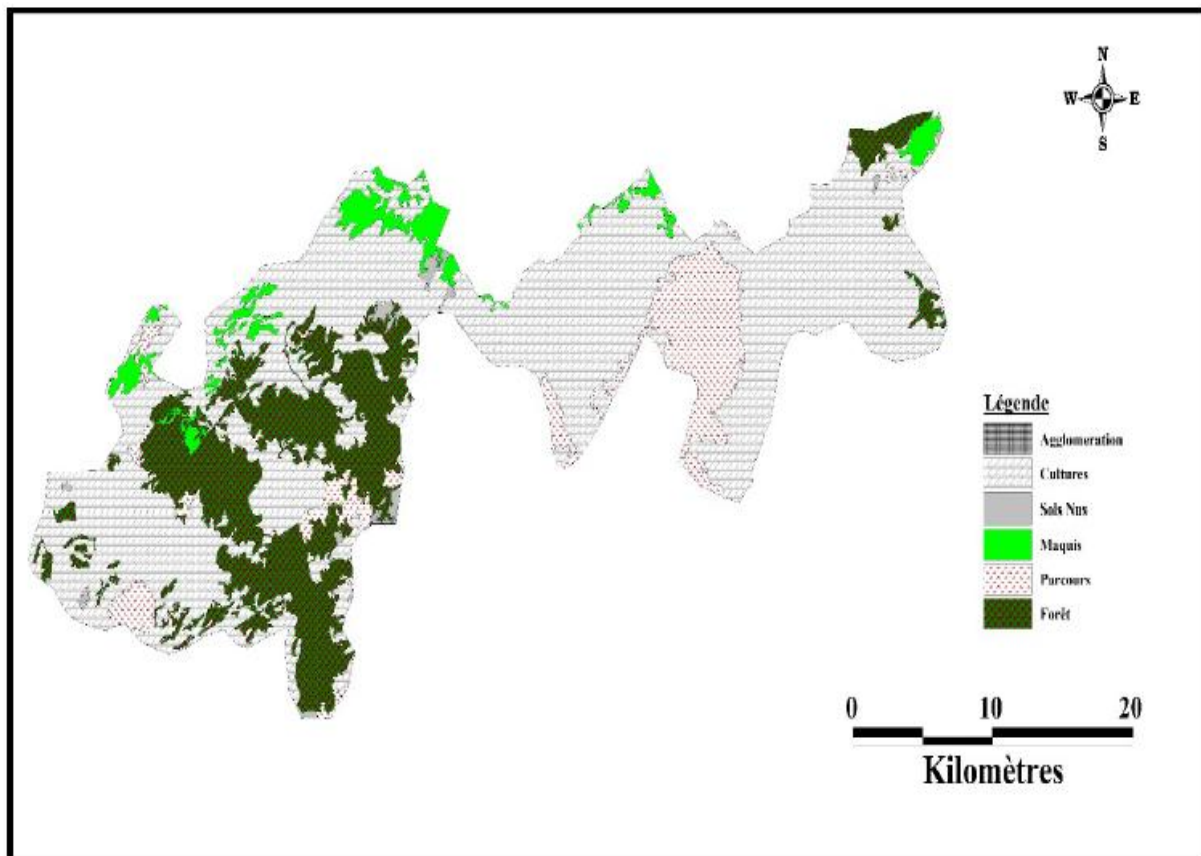 N
W E
S
Légende
Agglomeration
Cultures
Sols Nus
Maquis
Parcours
Forêt
0 10 20
Kilomètres